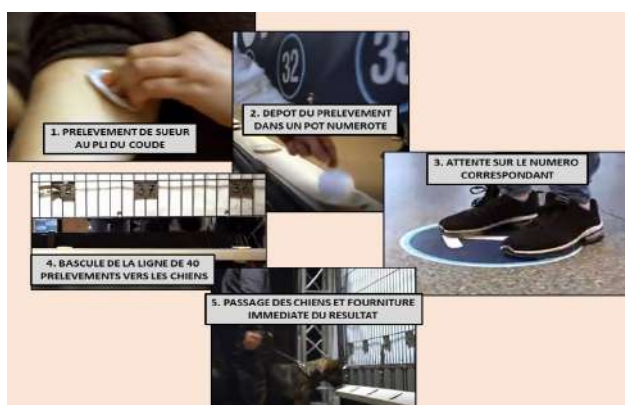 1. PRELEVEMENT DE SUEUR
AU PLI DU COUDE
32
33
2. DEPOT DU PRELEVEMENT
DANS UN POT NUMEROTE
3. ATTENTE SUR LE NUMERO
CORRESPONDANT
37
4. BASCULE DE LA LIGNE DE 40
PRELEVEMENTS VERS LES CHIENS
5. PASSAGE DES CHIENS ET FOURNITURE
IMMEDIATE DU RESULTAT